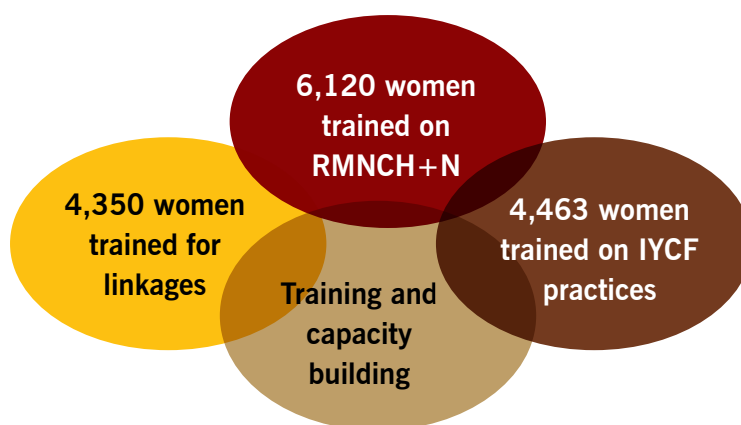 6,120 women
trained on
RMNCH+N
4,350 women
trained for
linkages
4,463 women
trained on IYCF
practices
Training and
capacity
building